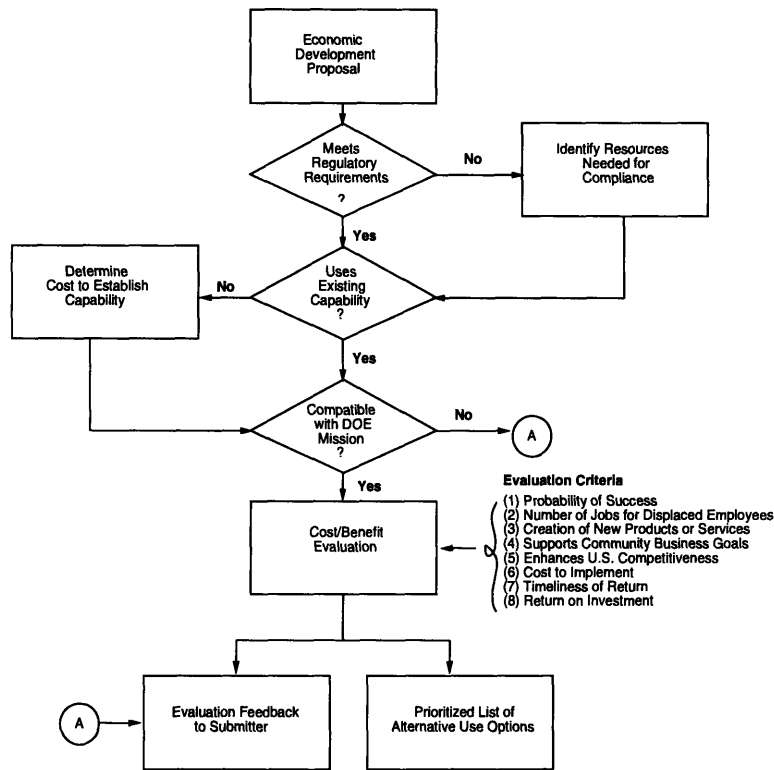 Economic
Development
Proposal
Meets
Regulatory
Requirements
?
No
Identify Resources
Needed for
Compliance
Yes
Determine
Cost to Establish
Capability
No
Uses
Existing
Capability
?
Yes
Compatible
with DOE
Mission
?
No
A
Yes
Cost/Benefit
Evaluation
Evaluation Criteria
(1) Probability of Success
(2) Number of Jobs for Displaced Employees
(3) Creation of New Products or Services
(4) Supports Community Business Goals
(5) Enhances U.S. Competitiveness
(6) Cost to Implement
(7) Timeliness of Return
(8) Return on Investment
A
Evaluation Feedback
to Submitter
Prioritized List of
Alternative Use Options